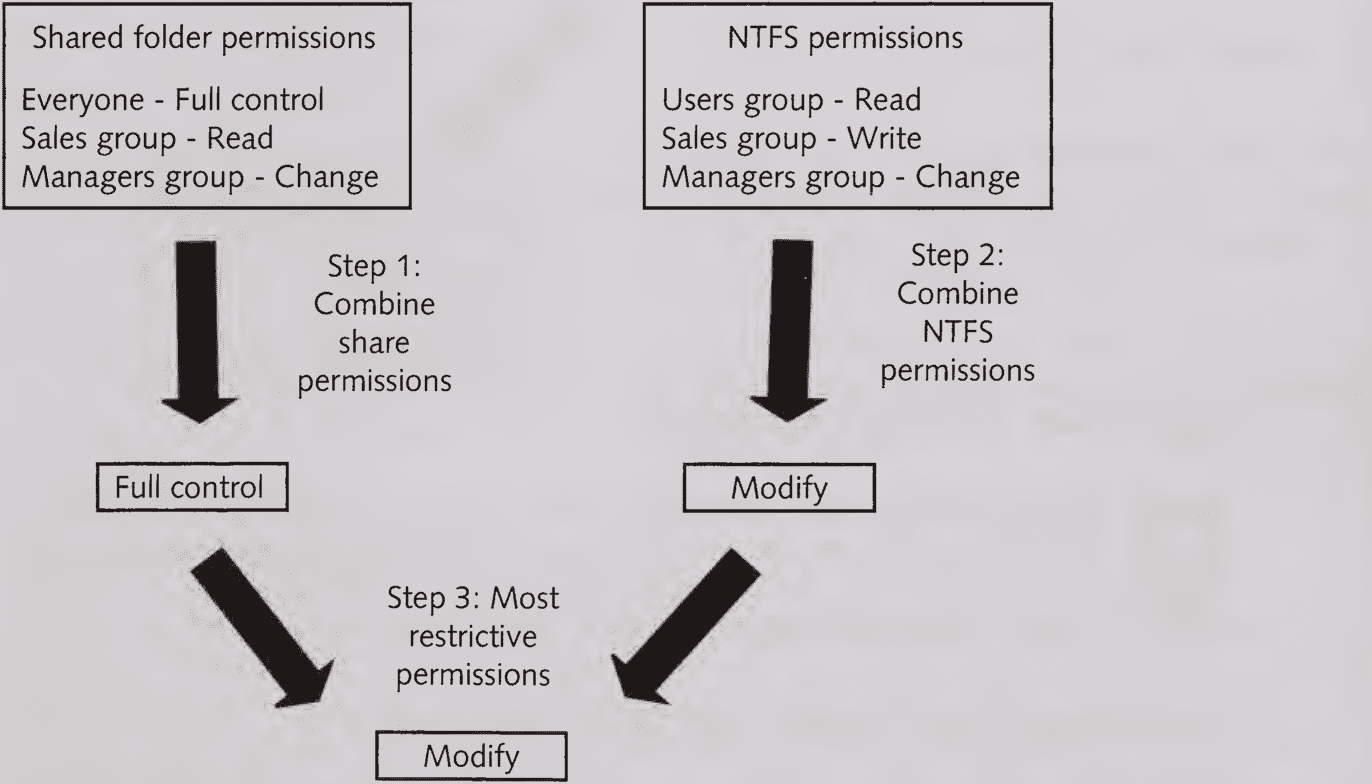 Shared folder permissions
Everyone - Full control
Sales group - Read
Managers group - Change
NTFS permissions
Users group - Read
Sales group - Write
Managers group - Change
Step 1:
Combine
share
permissions
Step 2:
Combine
NTFS
permissions
Full control
Modify
Step 3: Most
restrictive
permissions
Modify